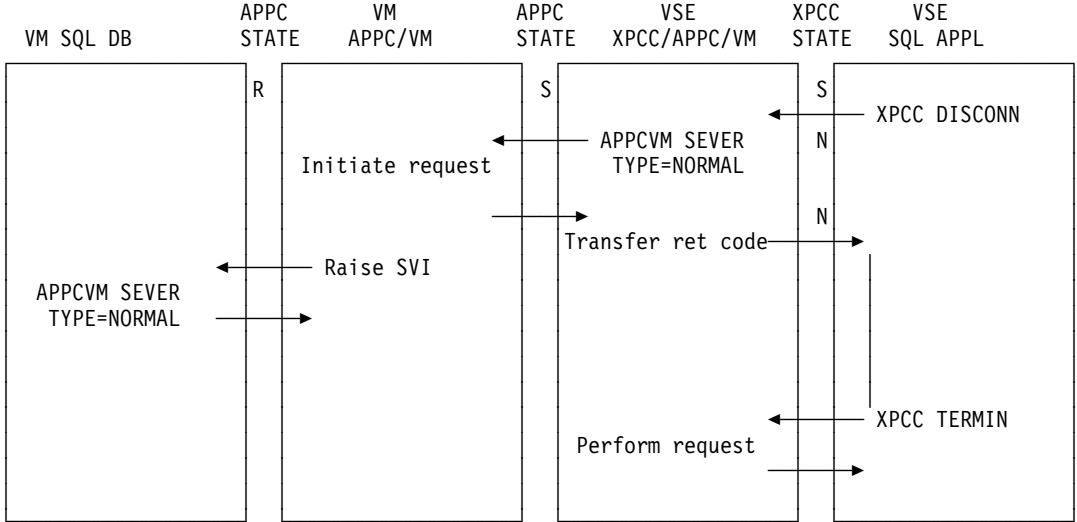 APPC VM APPC VSE XPCC VSE
VM SQL DB STATE APPC/VM STATE XPCC/APPC/VM STATE SQL APPL
R S S
XPCC DISCONN
APPCVM SEVER N
Initiate request TYPE=NORMAL
N
Transfer ret code
Raise SVI
APPCVM SEVER
TYPE=NORMAL
XPCC TERMIN
Perform request